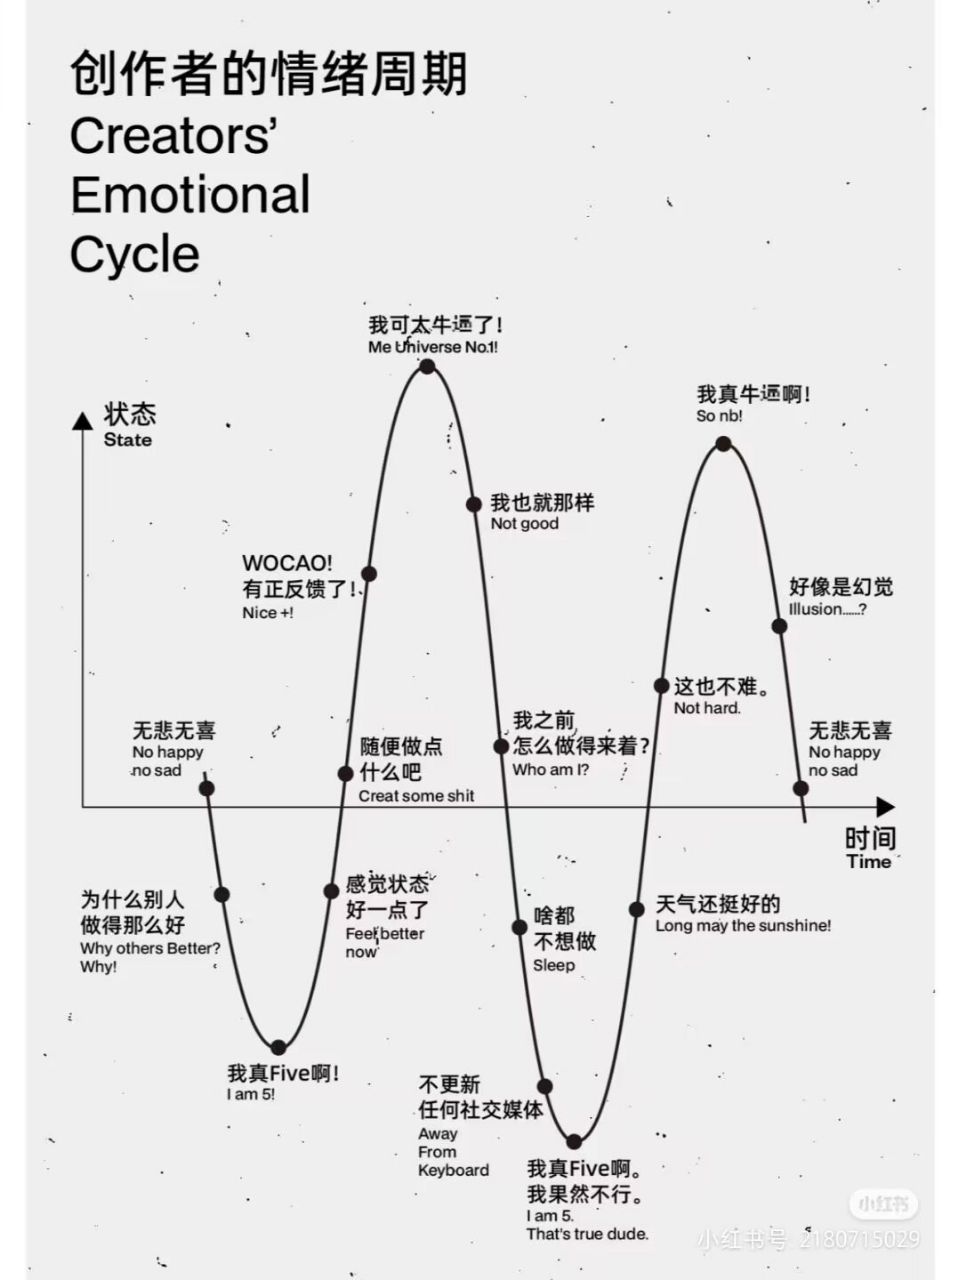 创作者的情绪周期
Creators'
Emotional
Cycle
我可太牛逼了!
Me Universe No.1!
状态
State
我真牛逼啊!
So nb!
我也就那样
Not good
WOCAO!
有正反馈了!
Nice +!
好像是幻觉
Illusion.....?
这也不难。
Not hard.
无悲无喜
No happy
no sad
随便做点
什么吧
Creat some shit
我之前
怎么做得来着?
Who am I?
无悲无喜
No happy
no sad
时间
Time
为什么别人
做得那么好
Why others Better?
Why!
感觉状态
好一点了
Feel better
now
啥都
不想做
Sleep
天气还挺好的
Long may the sunshine!
我真Five啊!
I am 5!
不更新
任何社交媒体
Away
From
Keyboard
我真Five啊。
我果然不行。
I am 5.
That's true dude.
小红书
小红书号 2180715029